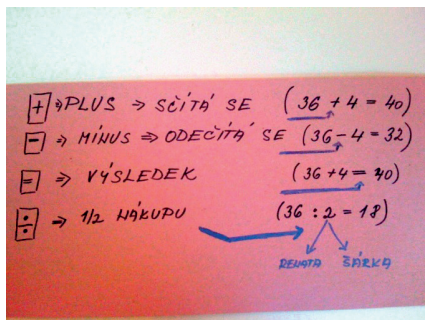 + ⇒ PLUS ⇒ SČÍTÁ SE (36 + 4 = 40)
- ⇒ MÍNUS ⇒ ODEČÍTÁ SE (36 - 4 = 32)
= ⇒ VÝSLEDEK (36 + 4 = 40)
÷ ⇒ 1/2 NÁKUPU (36 : 2 = 18)
RENATA ŠÁRKA